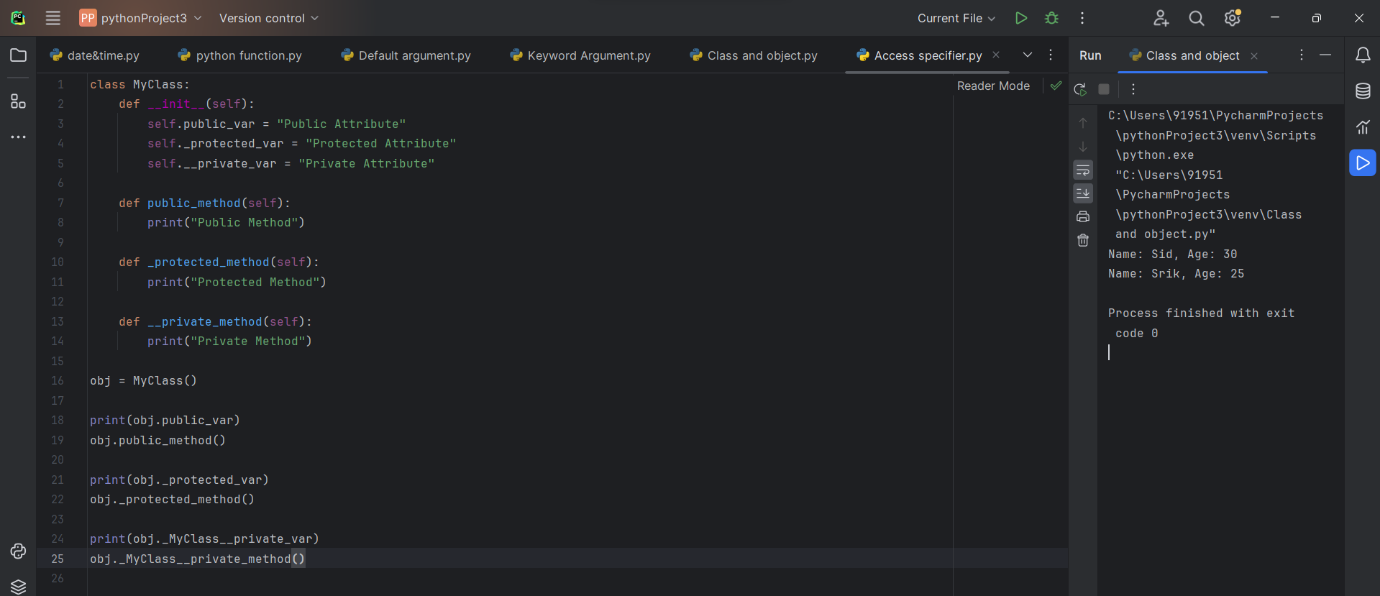 PC
PP pythonProject3 Version control Current File
date&time.py python function.py Default argument.py Keyword Argument.py Class and object.py Access specifier.py
Reader Mode
1 class MyClass:
2 def __init__(self):
3 self.public_var = "Public Attribute"
4 self._protected_var = "Protected Attribute"
5 self.__private_var = "Private Attribute"
6
7 def public_method(self):
8 print("Public Method")
9
10 def _protected_method(self):
11 print("Protected Method")
12
13 def __private_method(self):
14 print("Private Method")
15
16 obj = MyClass()
17
18 print(obj.public_var)
19 obj.public_method()
20
21 print(obj._protected_var)
22 obj._protected_method()
23
24 print(obj._MyClass__private_var)
25 obj._MyClass__private_method()
26
Run Class and object
C:\Users\91951\PycharmProjects
\pythonProject3\venv\Scripts
\python.exe
"C:\Users\91951
\PycharmProjects
\pythonProject3\venv\Class
and object.py"
Name: Sid, Age: 30
Name: Srik, Age: 25
Process finished with exit
code 0